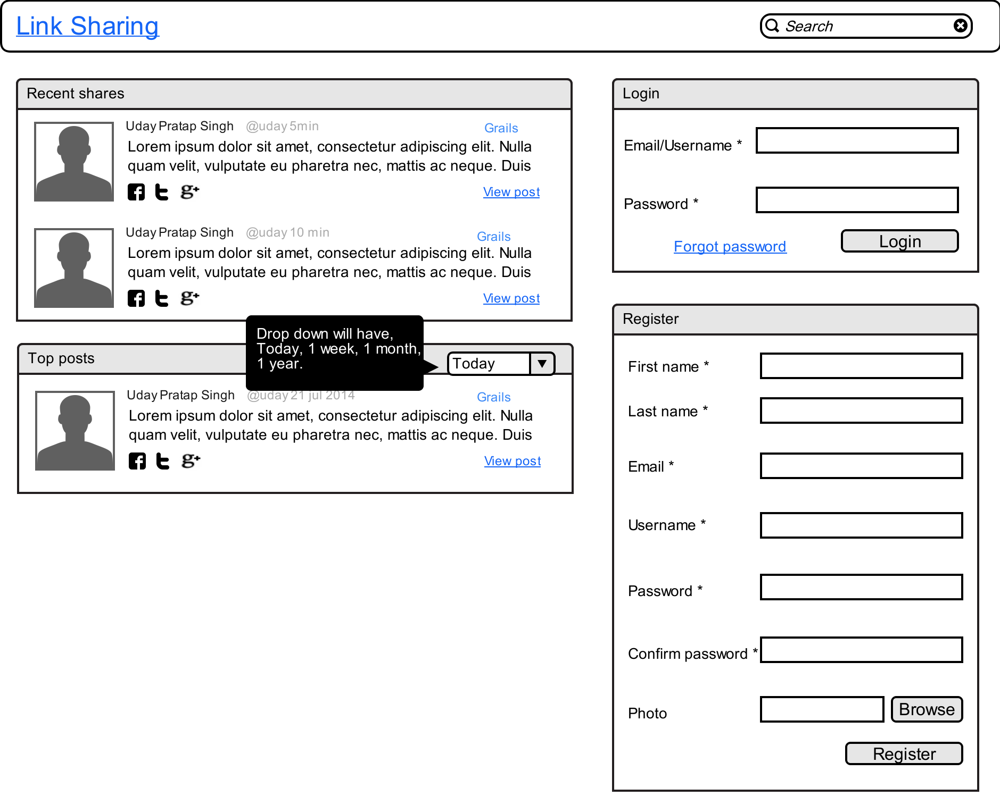 Link Sharing
Search
Recent shares
Uday Pratap Singh @uday 5min Grails
Lorem ipsum dolor sit amet, consectetur adipiscing elit. Nulla
quam velit, vulputate eu pharetra nec, mattis ac neque. Duis
View post
Uday Pratap Singh @uday 10 min Grails
Lorem ipsum dolor sit amet, consectetur adipiscing elit. Nulla
quam velit, vulputate eu pharetra nec, mattis ac neque. Duis
View post
Drop down will have,
Today, 1 week, 1 month,
1 year.
Top posts
Today
Uday Pratap Singh @uday 21 jul 2014 Grails
Lorem ipsum dolor sit amet, consectetur adipiscing elit. Nulla
quam velit, vulputate eu pharetra nec, mattis ac neque. Duis
g+
View post
Login
Email/Username *
Password *
Forgot password
Login
Register
First name *
Last name *
Email *
Username *
Password *
Confirm password *
Photo
Browse
Register